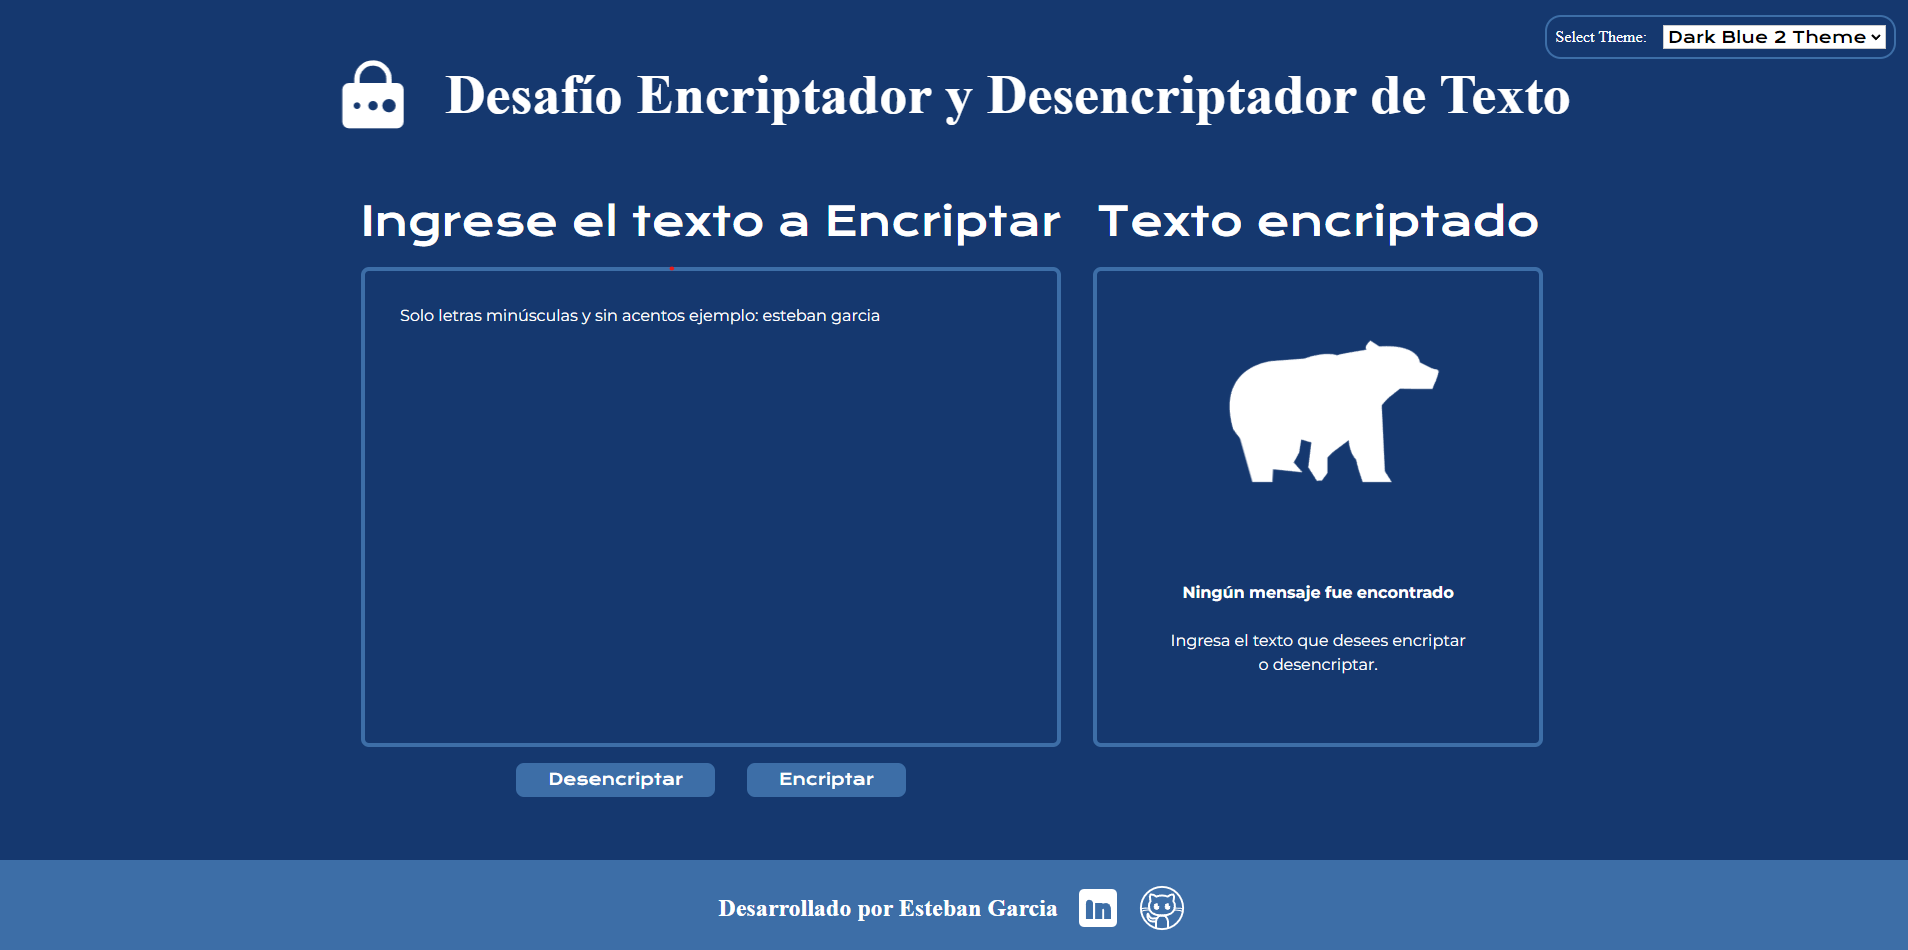 Select Theme: Dark Blue 2 Theme
Desafío Encriptador y Desencriptador de Texto
Ingrese el texto a Encriptar
Solo letras minúsculas y sin acentos ejemplo: esteban garcia
Desencriptar
Encriptar
Texto encriptado
Ningún mensaje fue encontrado
Ingresa el texto que desees encriptar
o desencriptar.
Desarrollado por Esteban Garcia
In